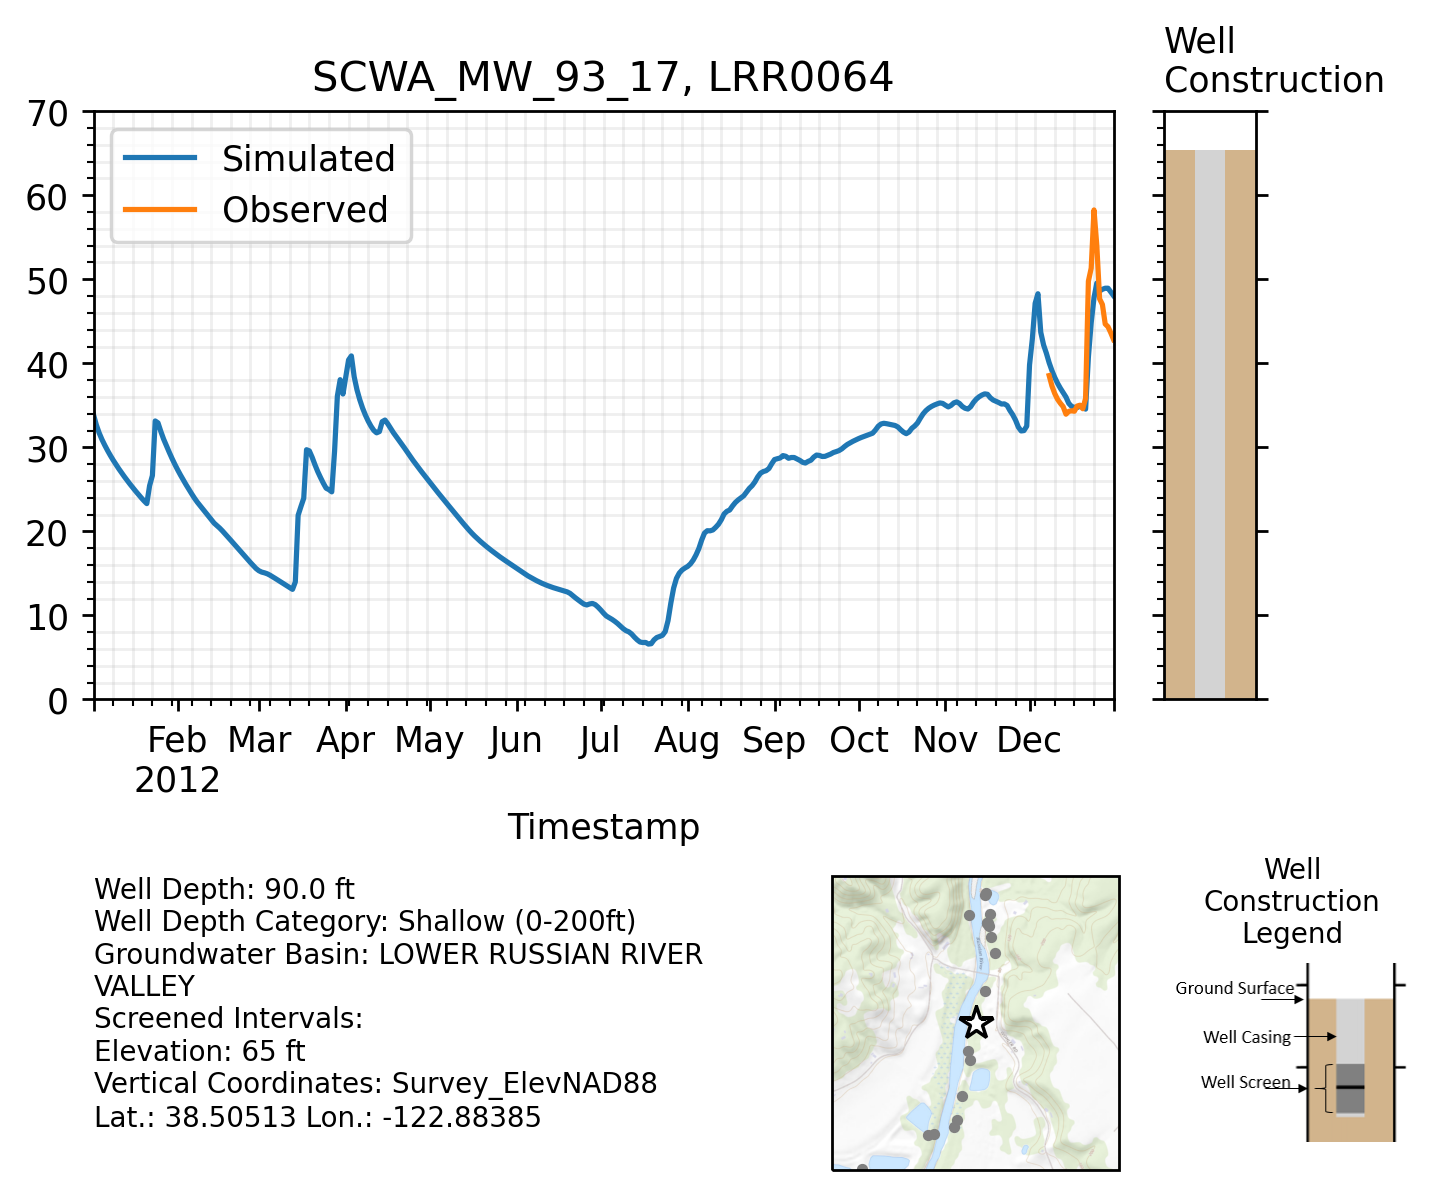 SCWA_MW_93_17, LRR0064
Well
Construction
Simulated
Observed
70
60
50
40
30
20
10
0
Feb Mar Apr May Jun Jul Aug Sep Oct Nov Dec
2012
Timestamp
Well Depth: 90.0 ft
Well Depth Category: Shallow (0-200ft)
Groundwater Basin: LOWER RUSSIAN RIVER
VALLEY
Screened Intervals:
Elevation: 65 ft
Vertical Coordinates: Survey_ElevNAD88
Lat.: 38.50513 Lon.: -122.88385
Well
Construction
Legend
Ground Surface
Well Casing
Well Screen